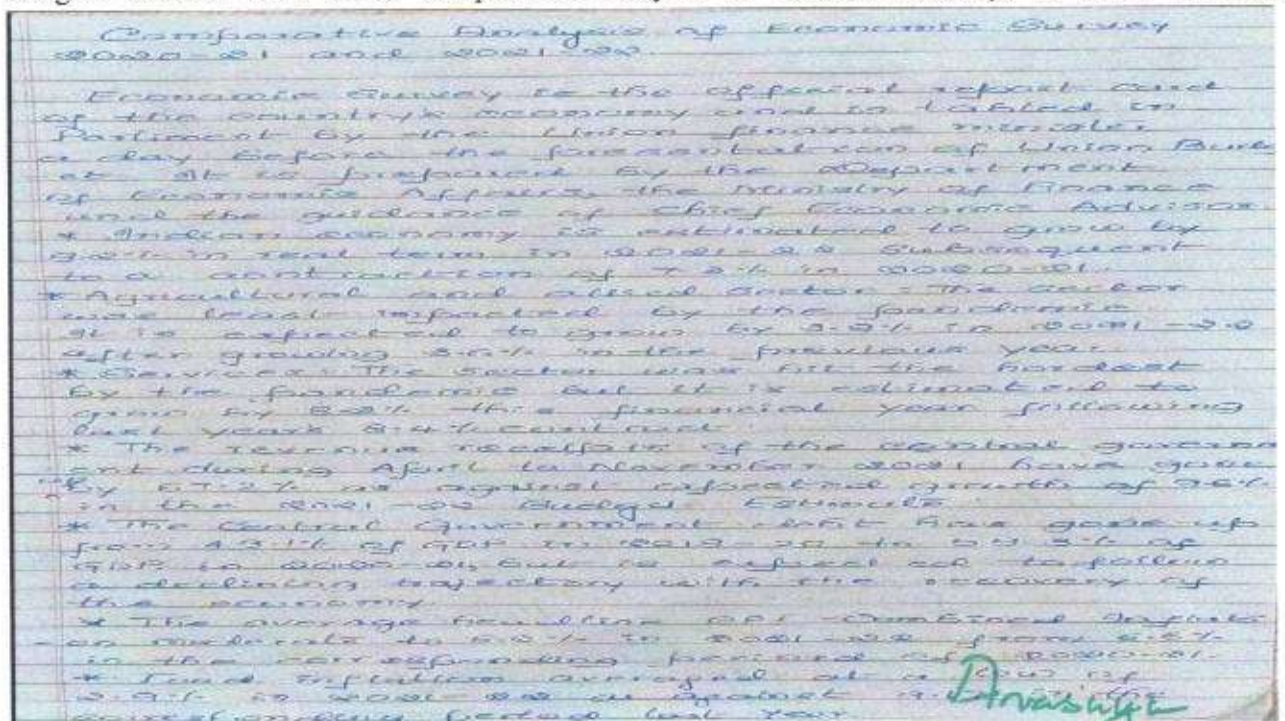 Comparative Analysis of Economic Survey
2020-21 and 2021-22.
Economic Survey is the official report card
of the country's economy and is tabled in
Parliment by the Union finance minister
a day before the presentation of Union Bud
et. It is prepared by the Department
of Economic Affairs, the Ministry of Finance
und the guidance of Chief Economic Advisor.
* Indian economy is estimated to grow by
9.2% in real term in 2021-22 subsequent
to a contraction of 7.3% in 2020-21.
* Agricultural and allied sector - The sector
was least impacted by the pandemic
It is expected to grow by 3.9% in 2021-22
after growing 3.6% in the previous year.
* Services: The sector was hit the hardest
by the pandemic but it is estimated to
grow by 8.2% this financial year following
last years 8.4% contract
* The revenue receipts of the central governm
ent during April to November 2021 have gone
by 67.2% as against expected growth of 9.6%
in the 2021-22 Budget Estimate
* The Central Government debt has gone up
from 49.1% of GDP in 2019-20 to 59.3% of
GDP in 2020-21, but is expected to follow
a declining trajectory with the recovery of
the economy.
* The average headline CPI - Combined Inflati
on moderate to 5.2% in 2021-22 from 6.6%
in the corresponding period of 2020-21.
* Food inflation averaged at a low of
2.9% in 2021-22 as against 9.
corresponding period last year.